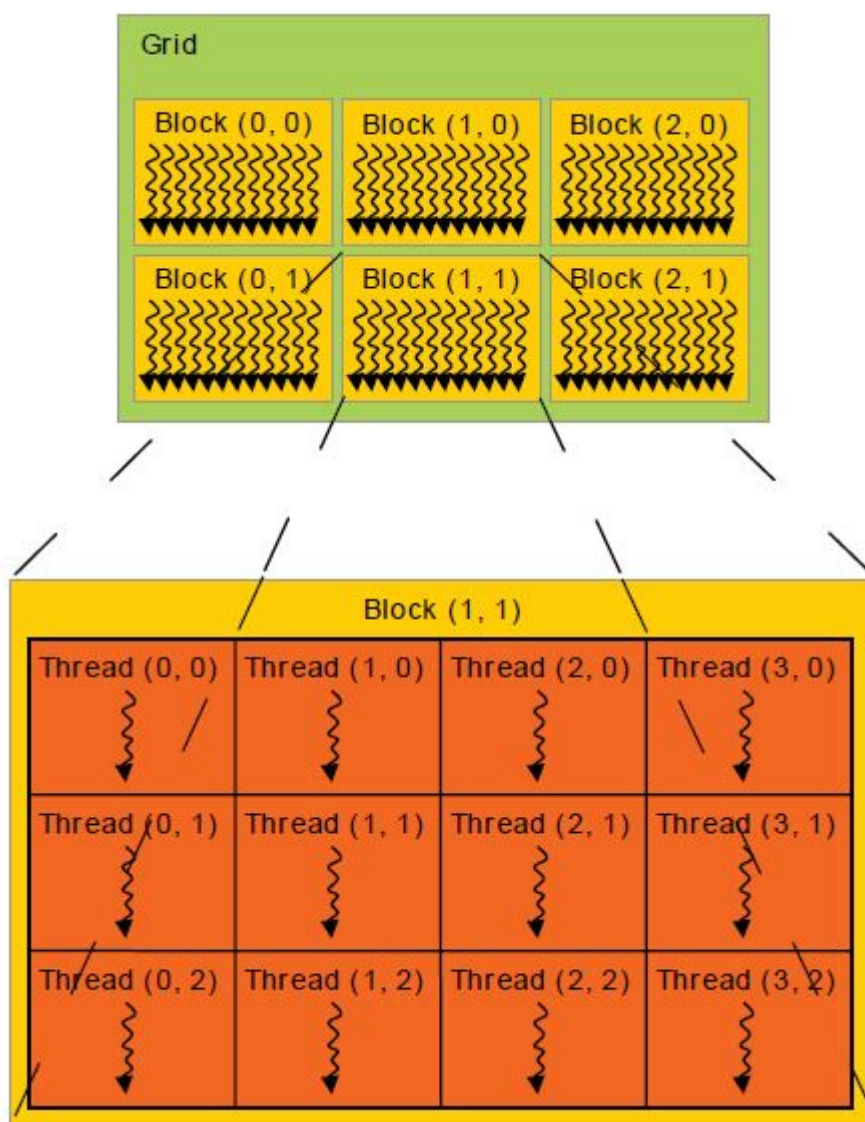 Grid
Block (0, 0) Block (1, 0) Block (2, 0)
Block (0, 1) Block (1, 1) Block (2, 1)
Block (1, 1)
Thread (0, 0) Thread (1, 0) Thread (2, 0) Thread (3, 0)
Thread (0, 1) Thread (1, 1) Thread (2, 1) Thread (3, 1)
Thread (0, 2) Thread (1, 2) Thread (2, 2) Thread (3, 2)